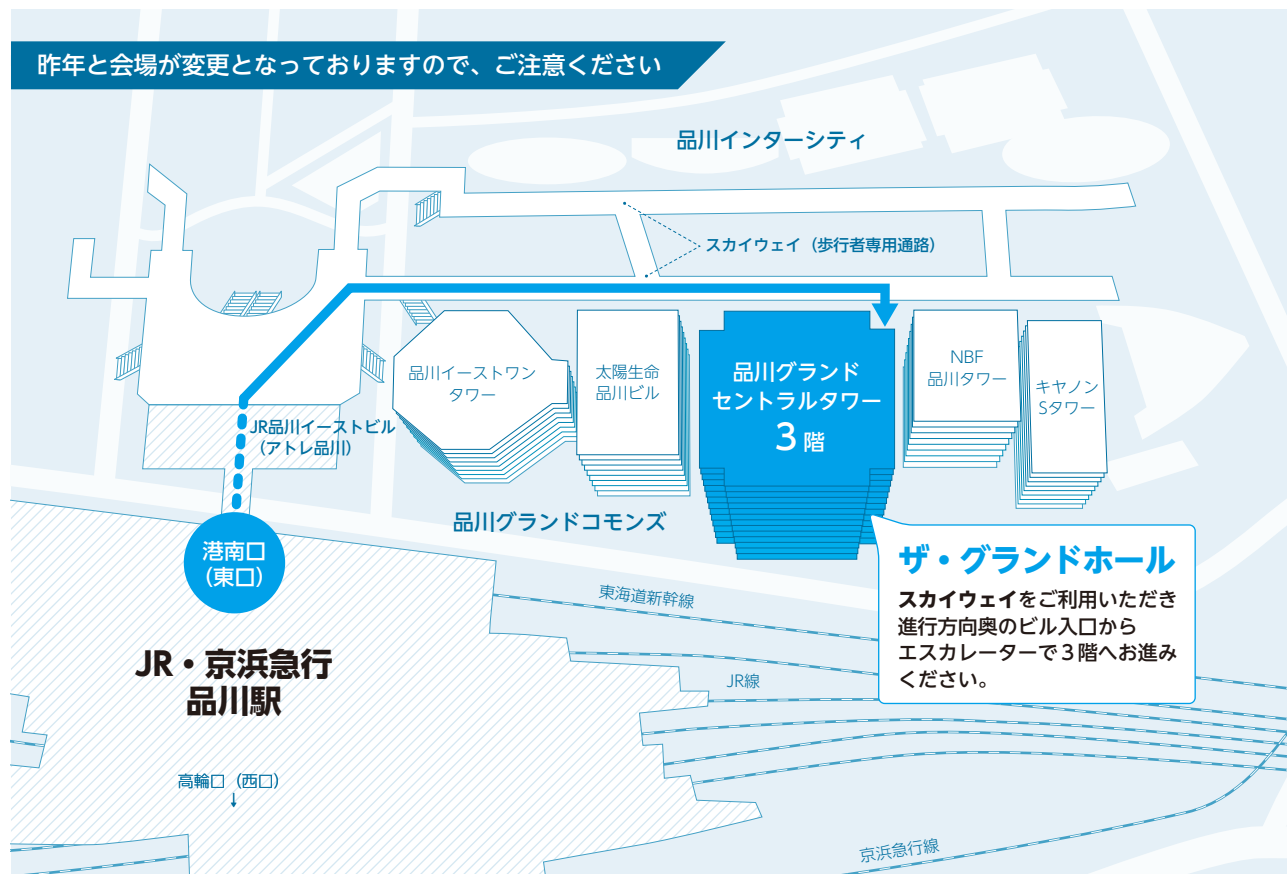 昨年と会場が変更となっておりますので、ご注意ください
品川インターシティ
スカイウェイ（歩行者専用通路）
品川イーストワン
タワー
太陽生命
品川ビル
品川グランド
セントラルタワー
3階
NBF
品川タワー
キヤノン
Sタワー
JR品川イーストビル
（アトレ品川）
品川グランドコモンズ
港南口
（東口）
ザ・グランドホール
スカイウェイをご利用いただき
進行方向奥のビル入口から
エスカレーターで3階へお進み
ください。
東海道新幹線
JR線
JR・京浜急行
品川駅
高輪口（西口）
↓
京浜急行線